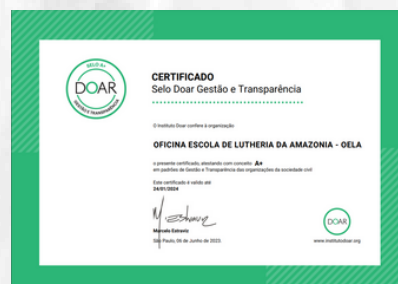 SELO A+
DOAR
GESTÃO E TRANSPARÊNCIA
CERTIFICADO
Selo Doar Gestão e Transparência
O Instituto Doar confere à organização
OFICINA ESCOLA DE LUTHERIA DA AMAZONIA - OELA
o presente certificado, atestando com conceito A+
em padrões de Gestão e Transparência das organizações da sociedade civil
Este certificado é válido até
24/01/2024
Marcelo Estraviz
São Paulo, 06 de Junho de 2023
DOAR
www.institutodoar.org